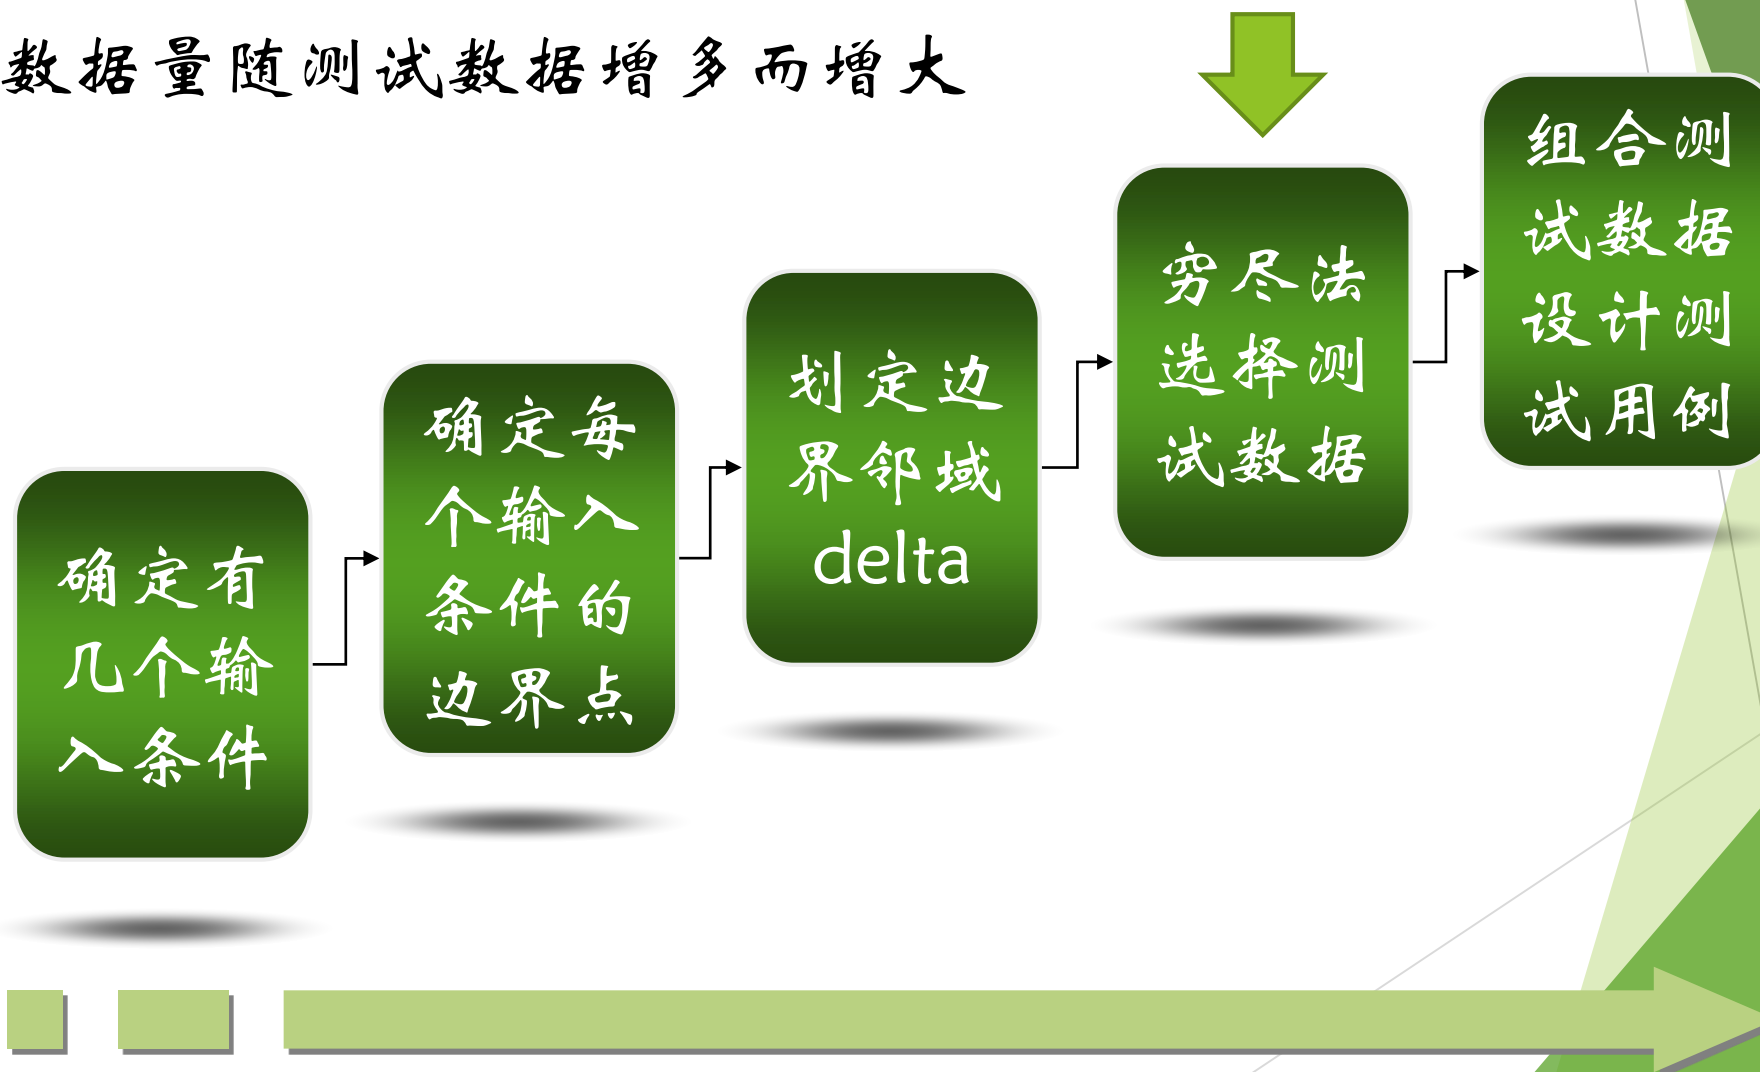 数据量随测试数据增多而增大
确定有
几个输
入条件
确定每
个输入
条件的
边界点
划定边
界邻域
delta
穷尽法
选择测
试数据
组合测
试数据
设计测
试用例